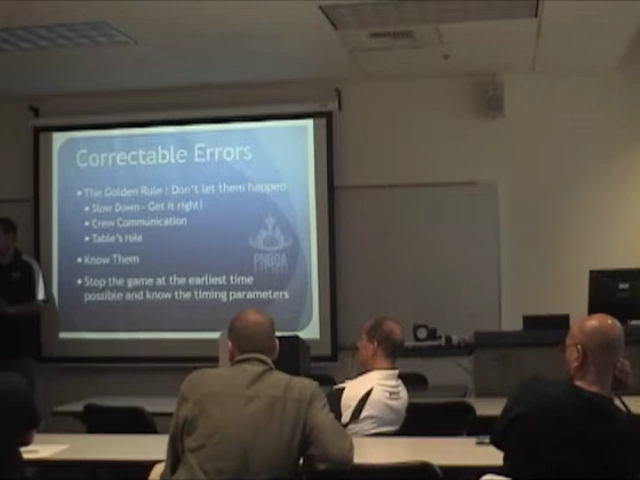 Correctable Errors
• The Golden Rule : Don't let them happen
• Slow Down - Get it right!
• Crew Communication
• Table's role
• Know Them
• Stop the game at the earliest time
possible and know the timing parameters
PNBOA